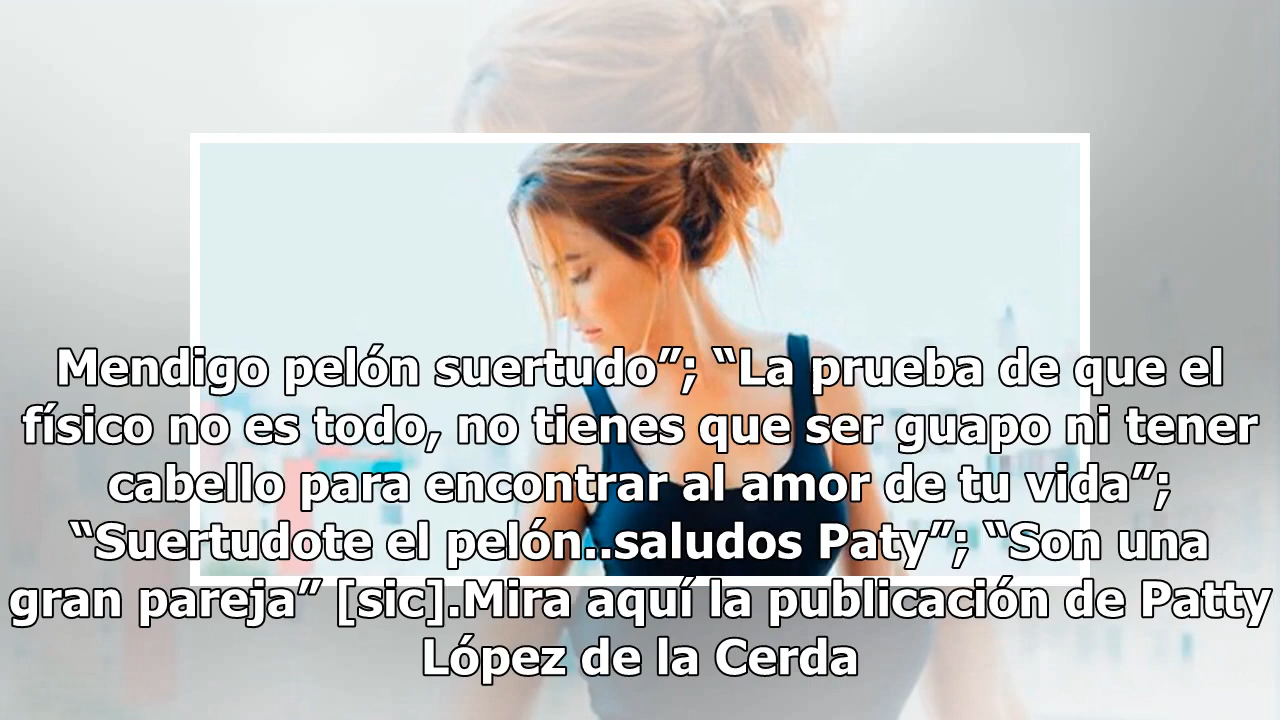 Mendigo pelón suertudo”; “La prueba de que el
físico no es todo, no tienes que ser guapo ni tener
cabello para encontrar al amor de tu vida”;
“Suertudote el pelón..saludos Paty”; “Son una
gran pareja” [sic].Mira aquí la publicación de Patty
López de la Cerda